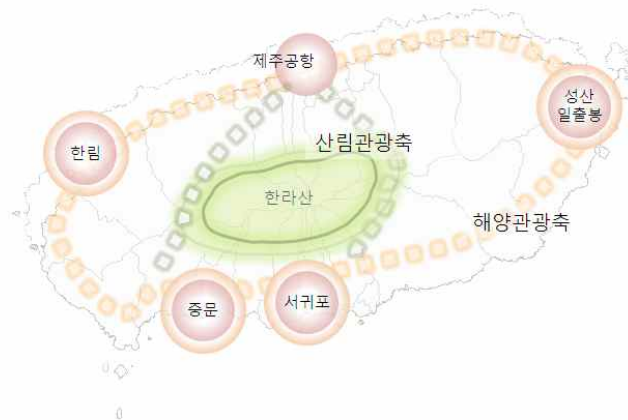 제주공항
성산
일출봉
산림관광축
한림
한라산
해양관광축
중문
서귀포